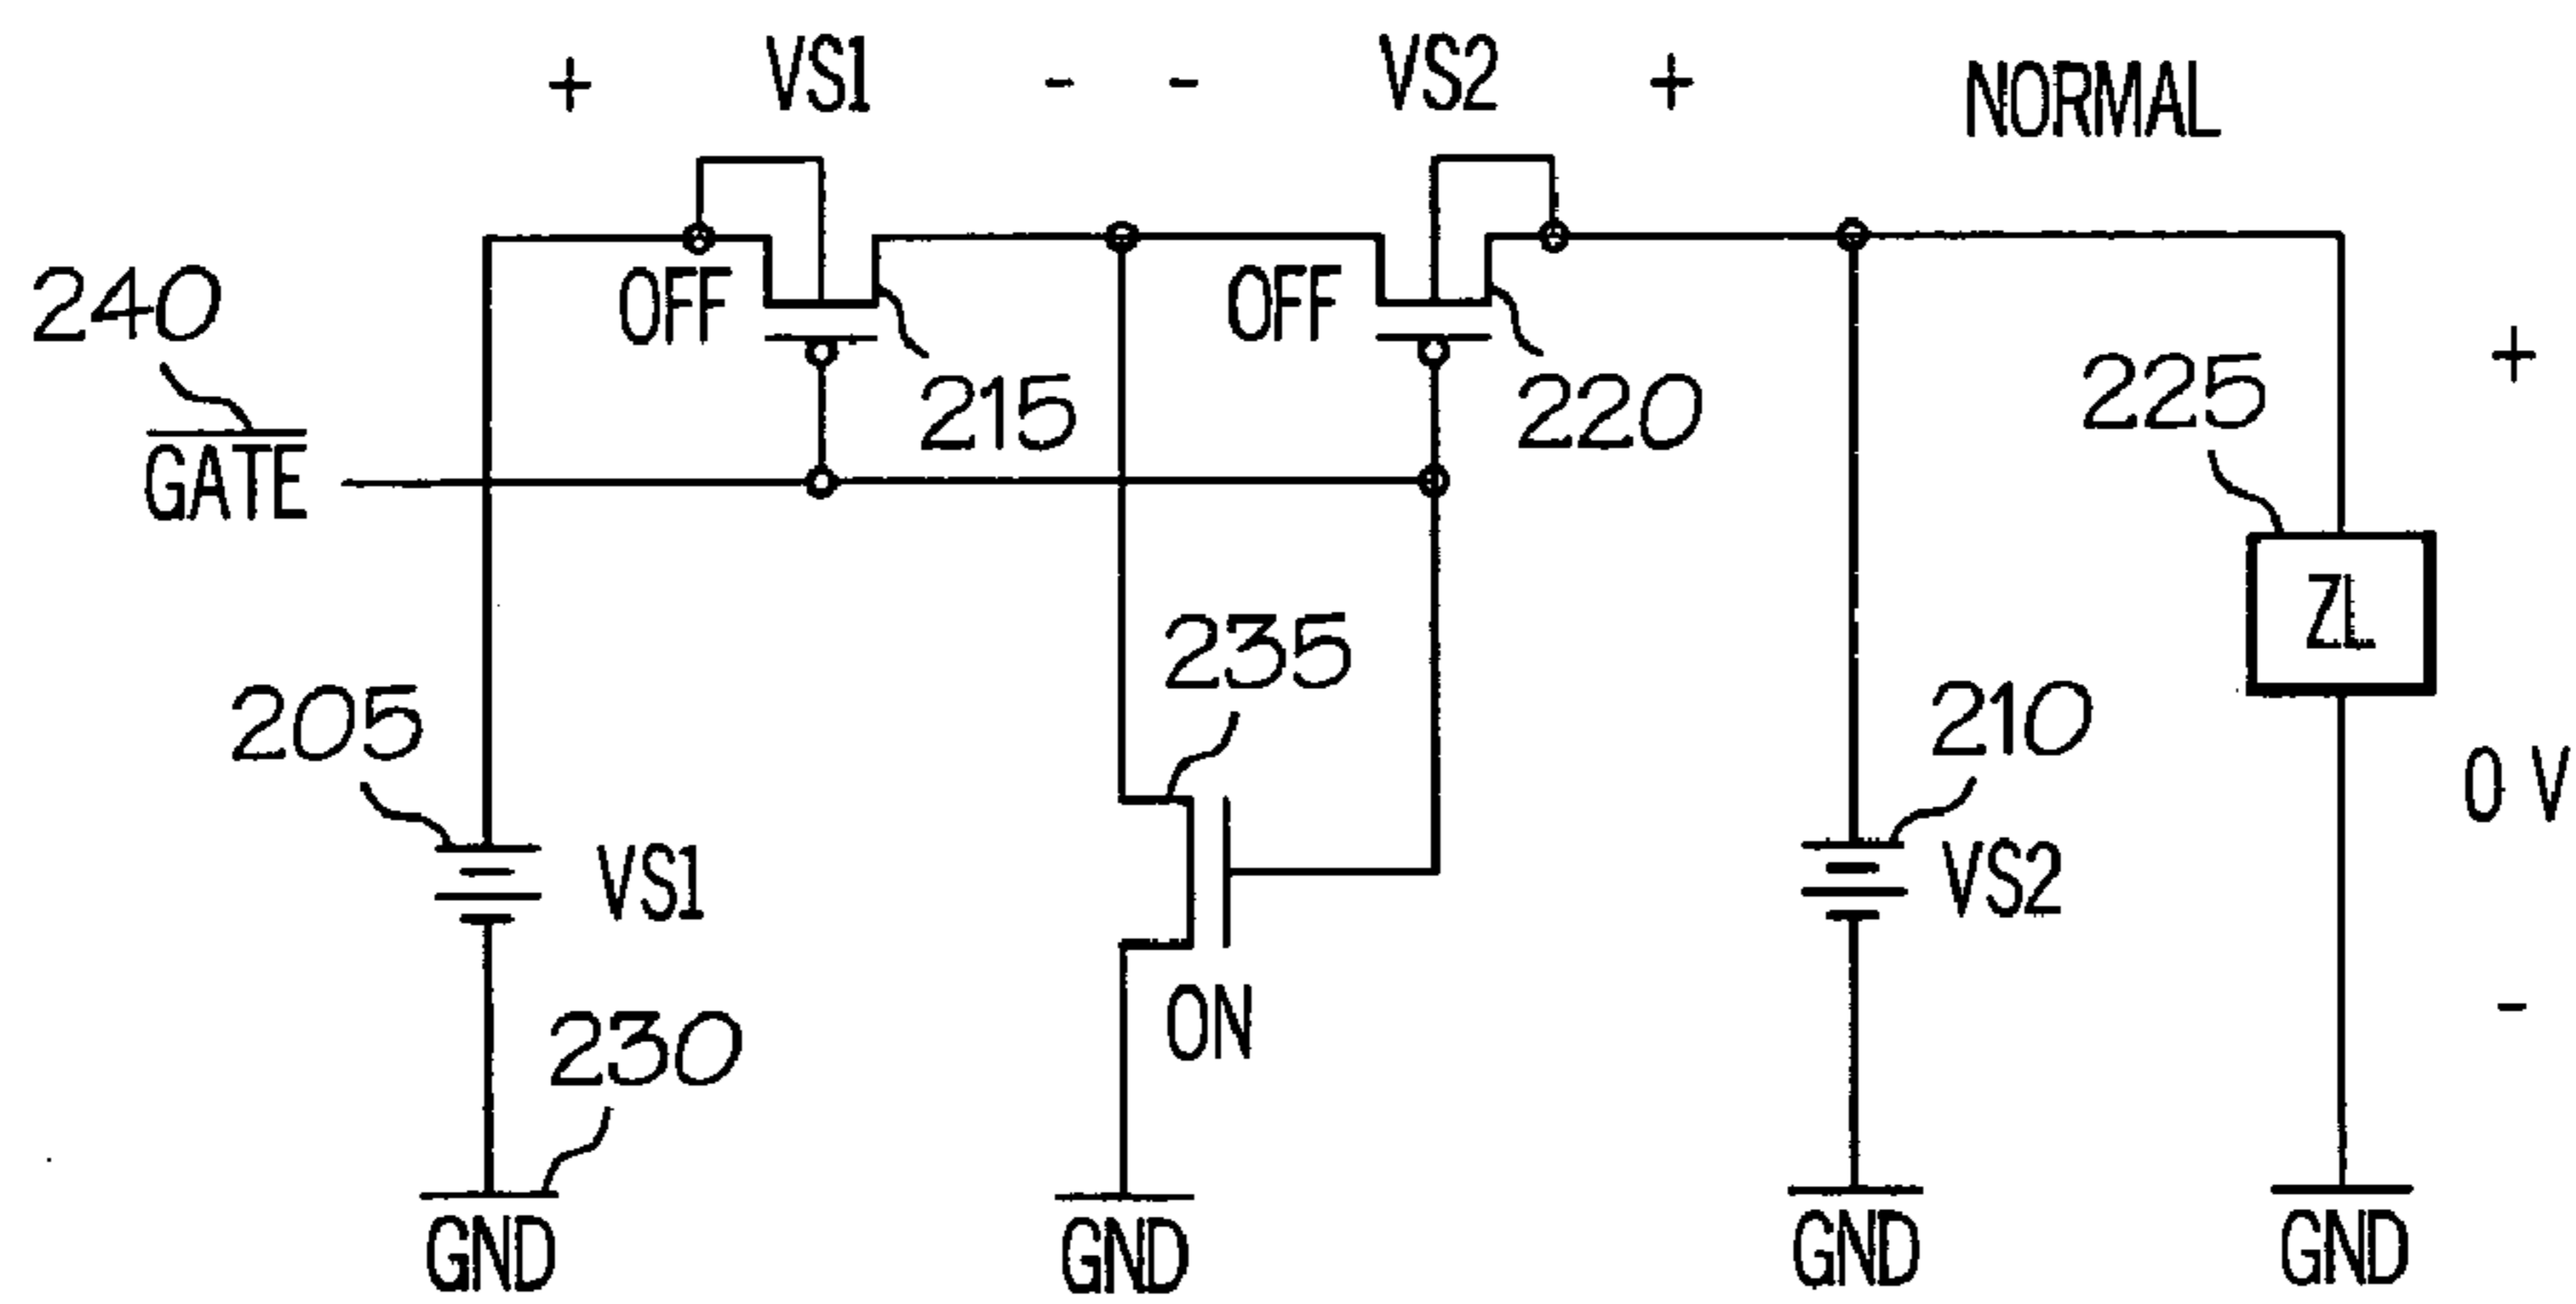 + VS1 - - VS2 + NORMAL
240
OFF
OFF
GATE
215
220
225
+
205
VS1
235
210
VS2
ZL
0 V
230
ON
-
GND
GND
GND
GND